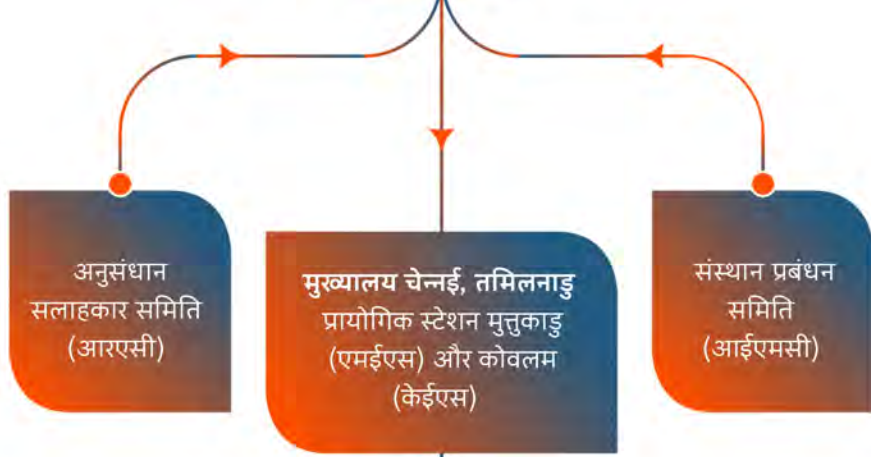 अनुसंधान
सलाहकार समिति
(आरएसी)
मुख्यालय चेन्नई, तमिलनाडु
प्रायोगिक स्टेशन मुत्तुकाडु
(एमईएस) और कोवलम
(केईएस)
संस्थान प्रबंधन
समिति
(आईएमसी)